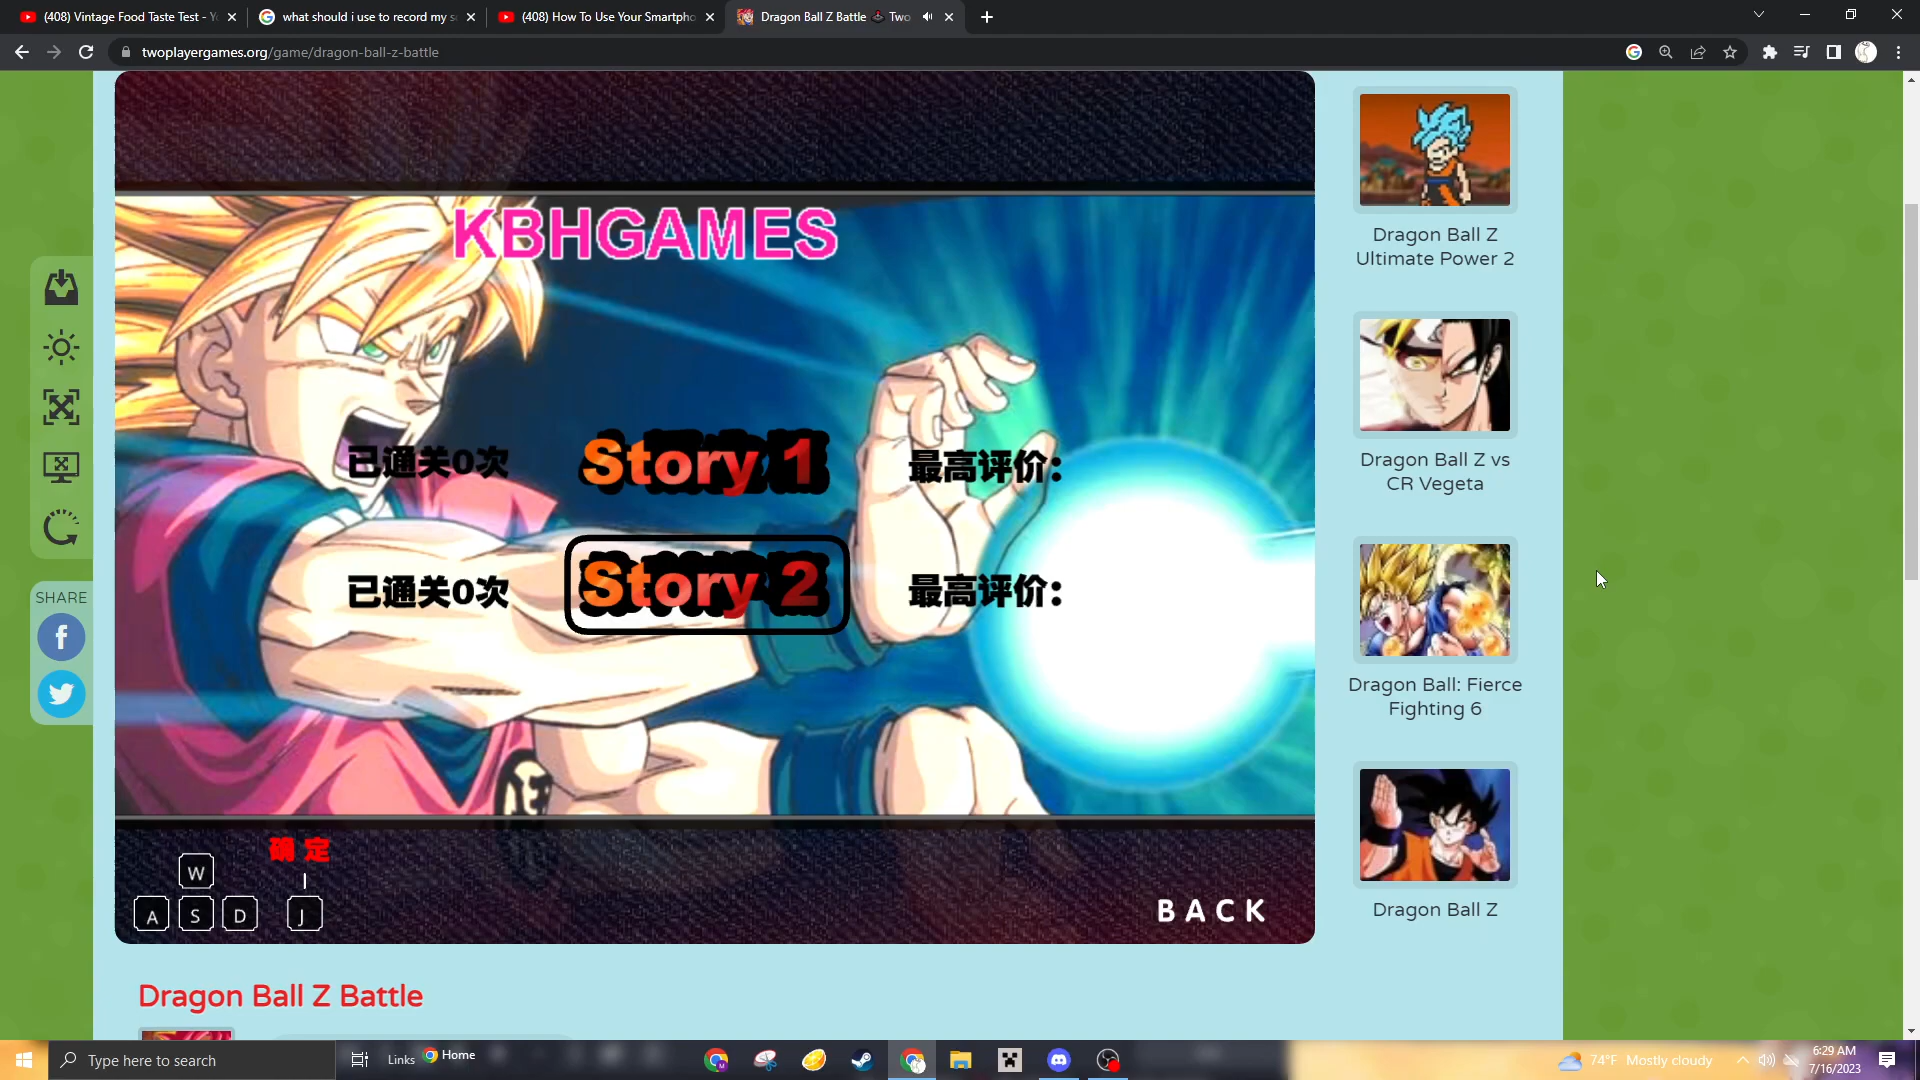 (408) Vintage Food Taste Test - Y
what should i use to record my s
(408) How To Use Your Smartpho
Dragon Ball Z Battle 🕹 Two
twoplayergames.org/game/dragon-ball-z-battle
KBHGAMES
已通关0次 Story 1 最高评价:
已通关0次 Story 2 最高评价:
确 定
W
A S D J
BACK
SHARE
Dragon Ball Z
Ultimate Power 2
Dragon Ball Z vs
CR Vegeta
Dragon Ball: Fierce
Fighting 6
Dragon Ball Z
Dragon Ball Z Battle
Type here to search
Links
Home
74°F Mostly cloudy
6:29 AM
7/16/2023